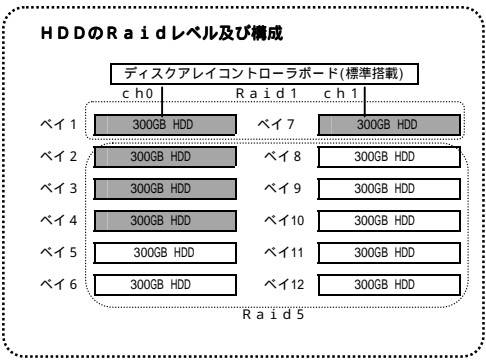 HDDのRaidレベル及び構成
ディスクアレイコントローラボード(標準搭載)
ch0 Raid1 ch1
ベイ1 300GB HDD ベイ7 300GB HDD
ベイ2 300GB HDD ベイ8 300GB HDD
ベイ3 300GB HDD ベイ9 300GB HDD
ベイ4 300GB HDD ベイ10 300GB HDD
ベイ5 300GB HDD ベイ11 300GB HDD
ベイ6 300GB HDD ベイ12 300GB HDD
Raid5